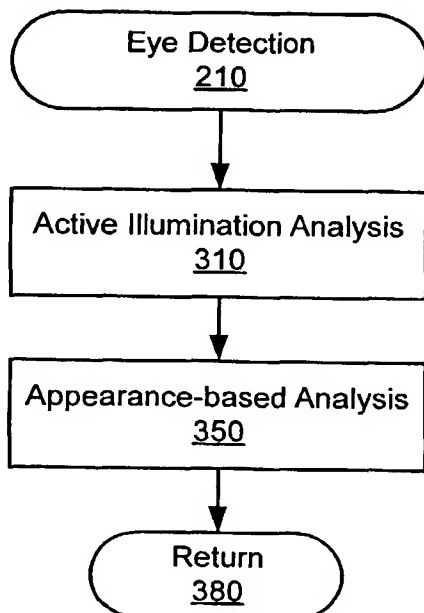 Eye Detection
210
Active Illumination Analysis
310
Appearance-based Analysis
350
Return
380